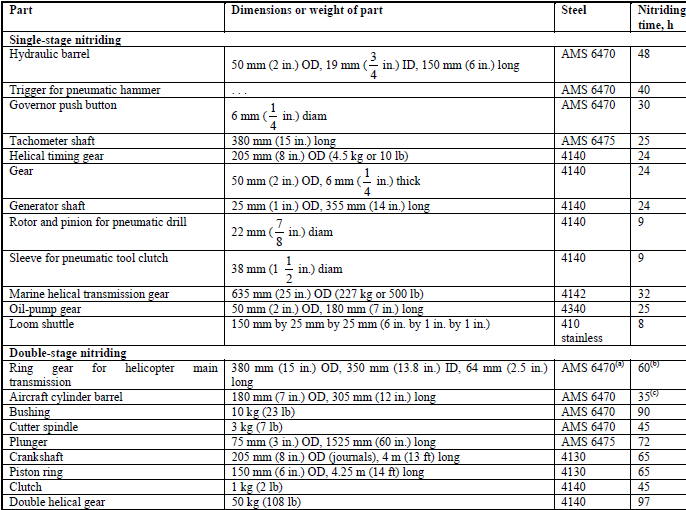 Part Dimensions or weight of part Steel Nitriding time, h
Single-stage nitriding
Hydraulic barrel 50 mm (2 in.) OD, 19 mm (3/4 in.) ID, 150 mm (6 in.) long AMS 6470 48
Trigger for pneumatic hammer . . . AMS 6470 40
Governor push button 6 mm (1/4 in.) diam AMS 6470 30
Tachometer shaft 380 mm (15 in.) long AMS 6475 25
Helical timing gear 205 mm (8 in.) OD (4.5 kg or 10 lb) 4140 24
Gear 50 mm (2 in.) OD, 6 mm (1/4 in.) thick 4140 24
Generator shaft 25 mm (1 in.) OD, 355 mm (14 in.) long 4140 24
Rotor and pinion for pneumatic drill 22 mm (7/8 in.) diam 4140 9
Sleeve for pneumatic tool clutch 38 mm (1 1/2 in.) diam 4140 9
Marine helical transmission gear 635 mm (25 in.) OD (227 kg or 500 lb) 4142 32
Oil-pump gear 50 mm (2 in.) OD, 180 mm (7 in.) long 4340 25
Loom shuttle 150 mm by 25 mm by 25 mm (6 in. by 1 in. by 1 in.) 410 stainless 8
Double-stage nitriding
Ring gear for helicopter main transmission 380 mm (15 in.) OD, 350 mm (13.8 in.) ID, 64 mm (2.5 in.) long AMS 6470(a) 60(b)
Aircraft cylinder barrel 180 mm (7 in.) OD, 305 mm (12 in.) long AMS 6470 35(c)
Bushing 10 kg (23 lb) AMS 6470 90
Cutter spindle 3 kg (7 lb) AMS 6470 45
Plunger 75 mm (3 in.) OD, 1525 mm (60 in.) long AMS 6475 72
Crankshaft 205 mm (8 in.) OD (journals), 4 m (13 ft) long 4130 65
Piston ring 150 mm (6 in.) OD, 4.25 m (14 ft) long 4130 65
Clutch 1 kg (2 lb) 4140 45
Double helical gear 50 kg (108 lb) 4140 97